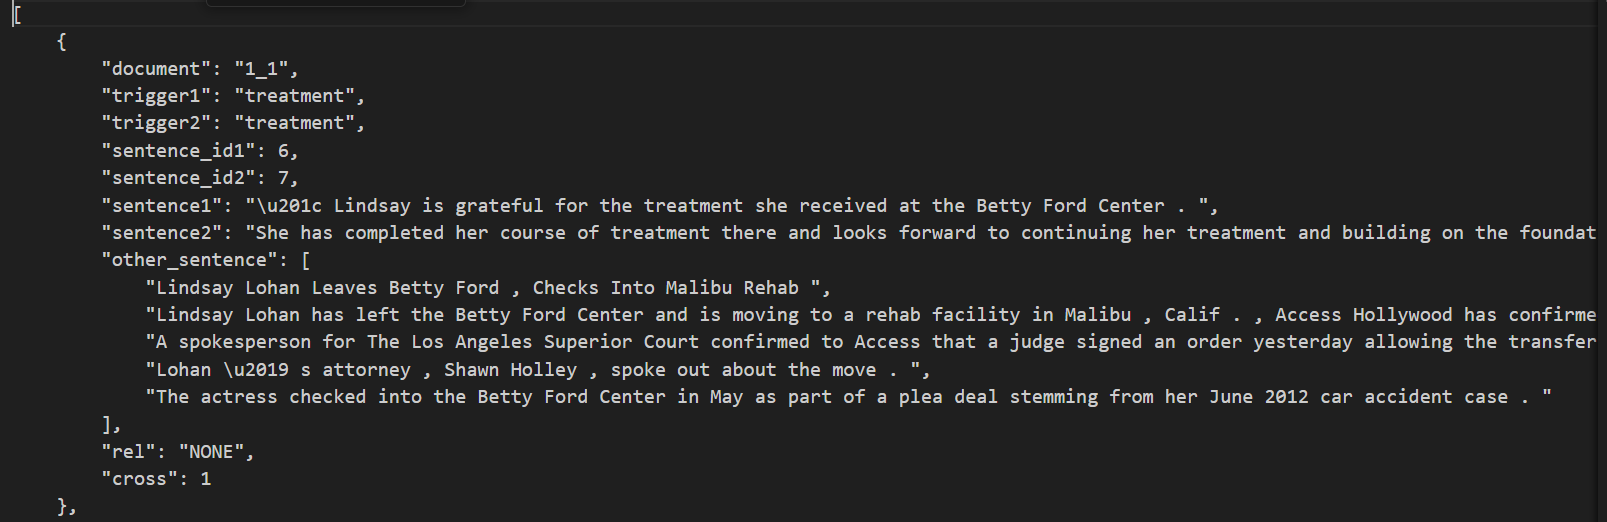 [
    {
        "document": "1_1",
        "trigger1": "treatment",
        "trigger2": "treatment",
        "sentence_id1": 6,
        "sentence_id2": 7,
        "sentence1": "\u201c Lindsay is grateful for the treatment she received at the Betty Ford Center . ",
        "sentence2": "She has completed her course of treatment there and looks forward to continuing her treatment and building on the foundat
        "other_sentence": [
            "Lindsay Lohan Leaves Betty Ford , Checks Into Malibu Rehab ",
            "Lindsay Lohan has left the Betty Ford Center and is moving to a rehab facility in Malibu , Calif . , Access Hollywood has confirme
            "A spokesperson for The Los Angeles Superior Court confirmed to Access that a judge signed an order yesterday allowing the transfer
            "Lohan \u2019 s attorney , Shawn Holley , spoke out about the move . ",
            "The actress checked into the Betty Ford Center in May as part of a plea deal stemming from her June 2012 car accident case . "
        ],
        "rel": "NONE",
        "cross": 1
    },